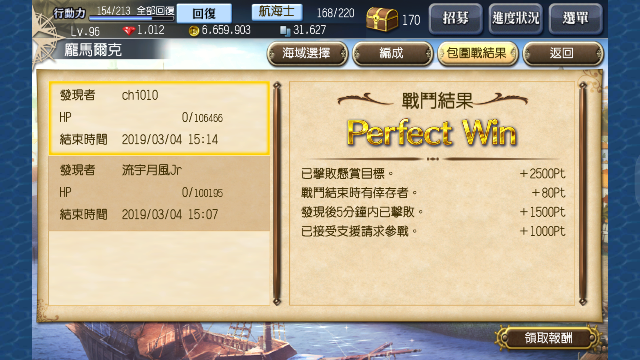 行動力 154/213 全部回復 回復 航海士 168/220 170 招募 進度狀況 選單
Lv.96 1.012 6.659.903 31.627
龐馬爾克 海域選擇 編成 包圍戰結果 返回
發現者 chi010
HP 0/106466
結束時間 2019/03/04 15:14
發現者 流宇月風Jr
HP 0/100195
結束時間 2019/03/04 15:07
戰鬥結果
Perfect Win
已擊敗懸賞目標。 +2500Pt
戰鬥結束時有倖存者。 +80Pt
發現後5分鐘內已擊敗。 +1500Pt
已接受支援請求參戰。 +1000Pt
領取報酬